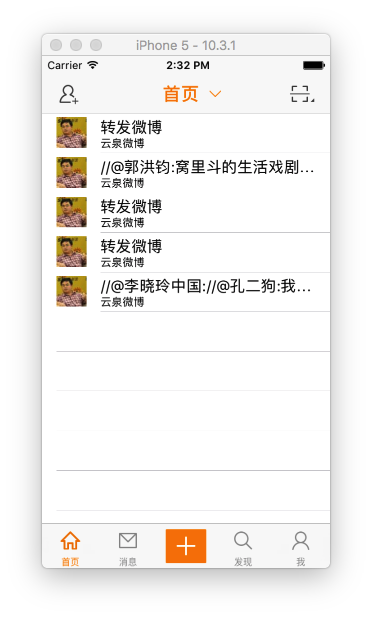 iPhone 5 - 10.3.1
Carrier 2:32 PM
首页
转发微博
云泉微博
//@郭洪钧:窝里斗的生活戏剧...
云泉微博
转发微博
云泉微博
转发微博
云泉微博
//@李晓玲中国://@孔二狗:我...
云泉微博
首页 消息 发现 我